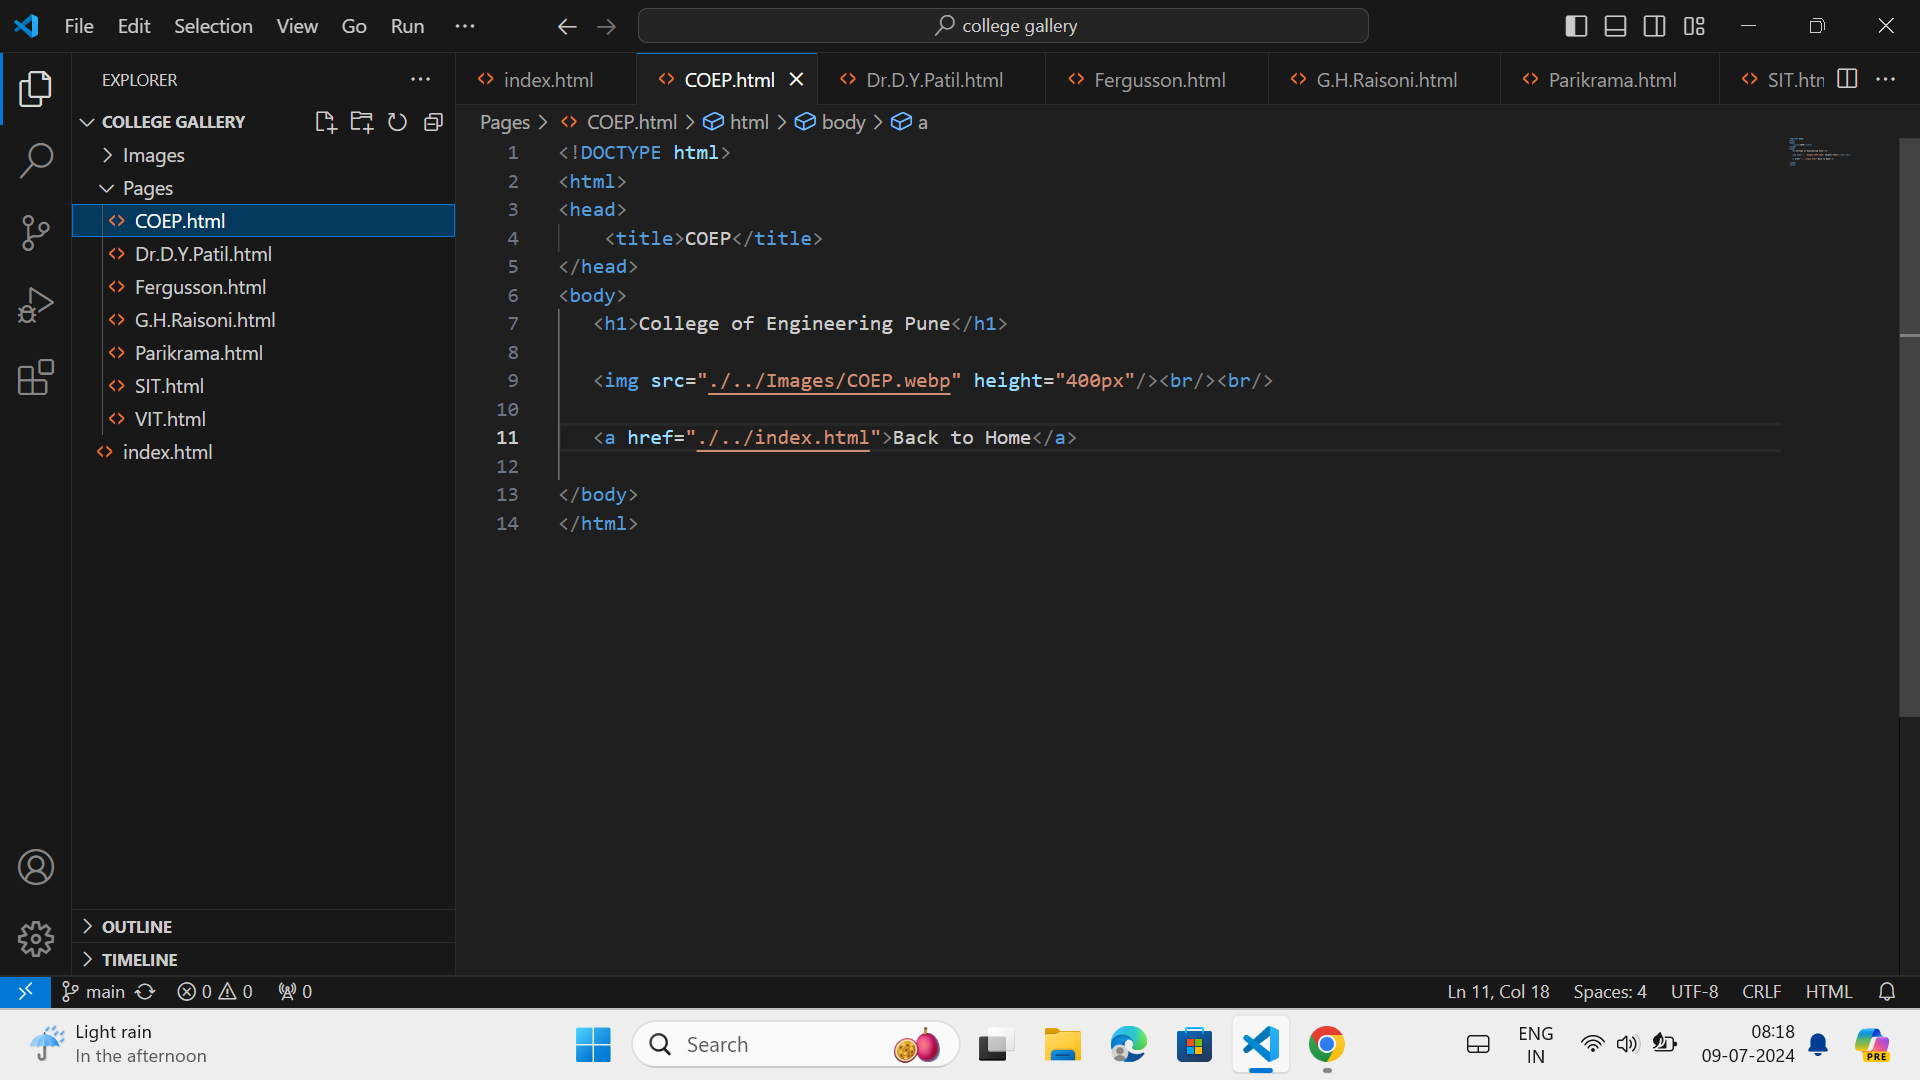 File Edit Selection View Go Run ···
college gallery
EXPLORER
COLLEGE GALLERY
Images
Pages
COEP.html
Dr.D.Y.Patil.html
Fergusson.html
G.H.Raisoni.html
Parikrama.html
SIT.html
VIT.html
index.html
OUTLINE
TIMELINE
index.html COEP.html Dr.D.Y.Patil.html Fergusson.html G.H.Raisoni.html Parikrama.html SIT.htm
Pages > COEP.html > html > body > a
1 <!DOCTYPE html>
2 <html>
3 <head>
4 <title>COEP</title>
5 </head>
6 <body>
7 <h1>College of Engineering Pune</h1>
8
9 <img src="./../Images/COEP.webp" height="400px"/><br/><br/>
10
11 <a href="./../index.html">Back to Home</a>
12
13 </body>
14 </html>
main 0 0 0
Ln 11, Col 18 Spaces: 4 UTF-8 CRLF HTML
Light rain
In the afternoon
Search
ENG
IN
08:18
09-07-2024
PRE